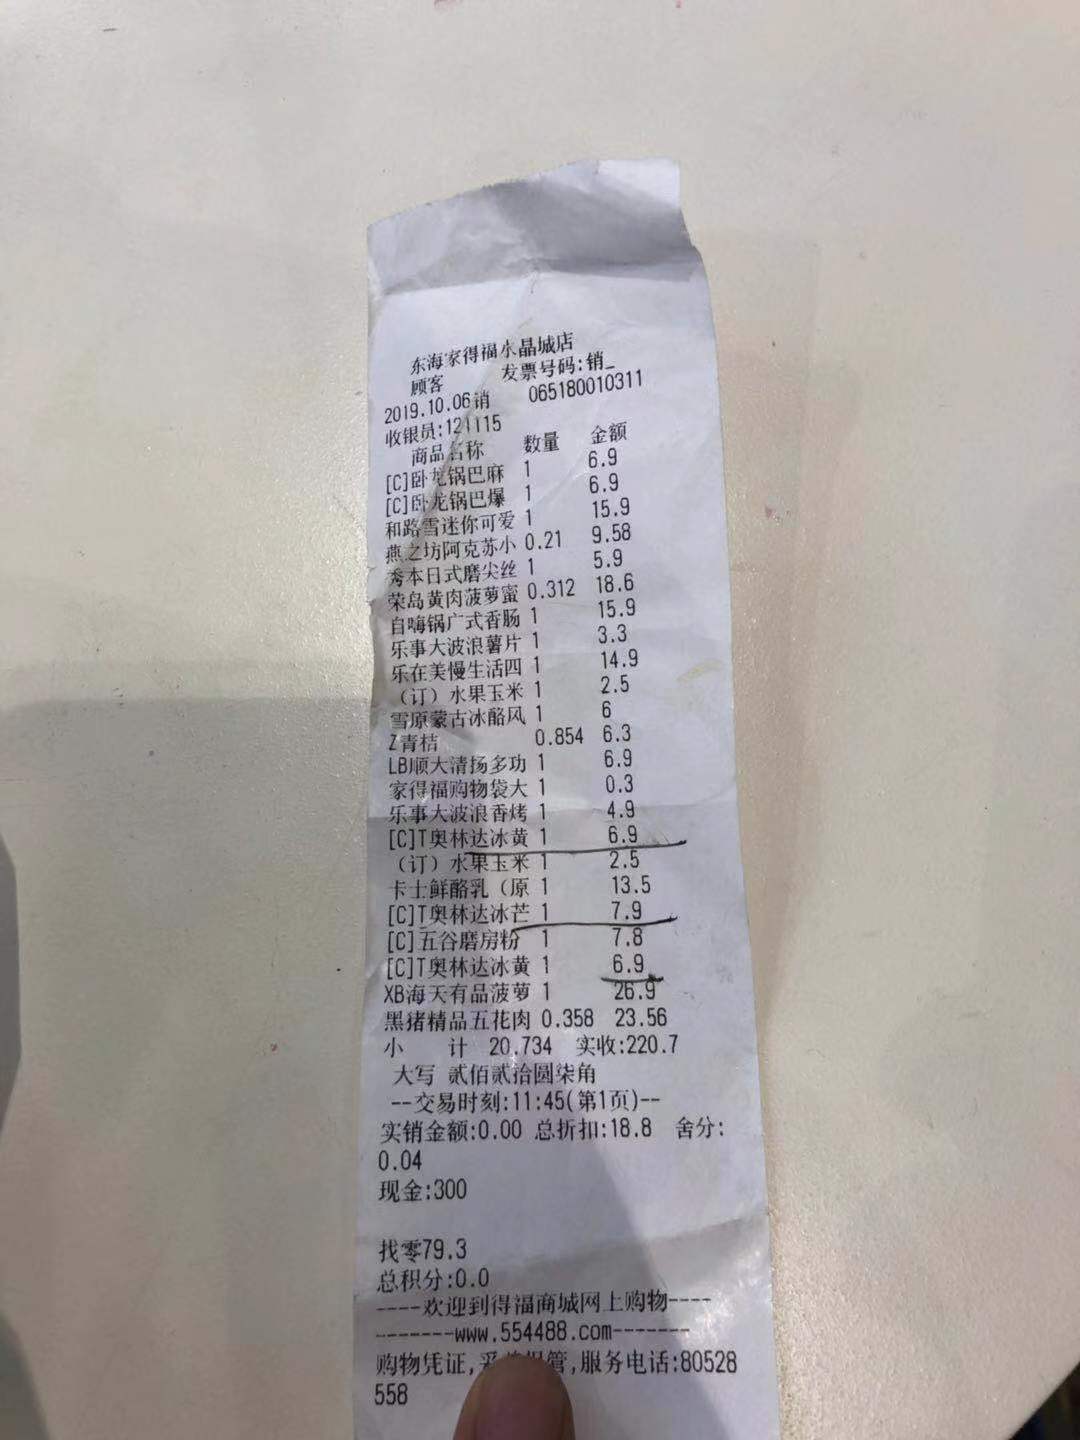 东海家得福水晶城店
顾客 发票号码:销_
2019.10.06销 065180010311
收银员:121115
商品名称 数量 金额
[C]卧龙锅巴麻 1 6.9
[C]卧龙锅巴爆 1 6.9
和路雪迷你可爱 1 15.9
燕之坊阿克苏小 0.21 9.58
秀本日式磨尖丝 1 5.9
荣岛黄肉菠萝蜜 0.312 18.6
自嗨锅广式香肠 1 15.9
乐事大波浪薯片 1 3.3
乐在美慢生活四 1 14.9
（订）水果玉米 1 2.5
雪原蒙古冰酪风 1 6
Z青桔 0.854 6.3
LB顺大清扬多功 1 6.9
家得福购物袋大 1 0.3
乐事大波浪香烤 1 4.9
[C]T奥林达冰黄 1 6.9
（订）水果玉米 1 2.5
卡士鲜酪乳（原 1 13.5
[C]T奥林达冰芒 1 7.9
[C]五谷磨房粉 1 7.8
[C]T奥林达冰黄 1 6.9
XB海天有品菠萝 1 26.9
黑猪精品五花肉 0.358 23.56
小 计 20.734 实收:220.7
大写 贰佰贰拾圆柒角
--交易时刻:11:45(第1页)--
实销金额:0.00 总折扣:18.8 舍分:
0.04
现金:300
找零79.3
总积分:0.0
----欢迎到得福商城网上购物----
-------www.554488.com-------
购物凭证,管,服务电话:80528
558